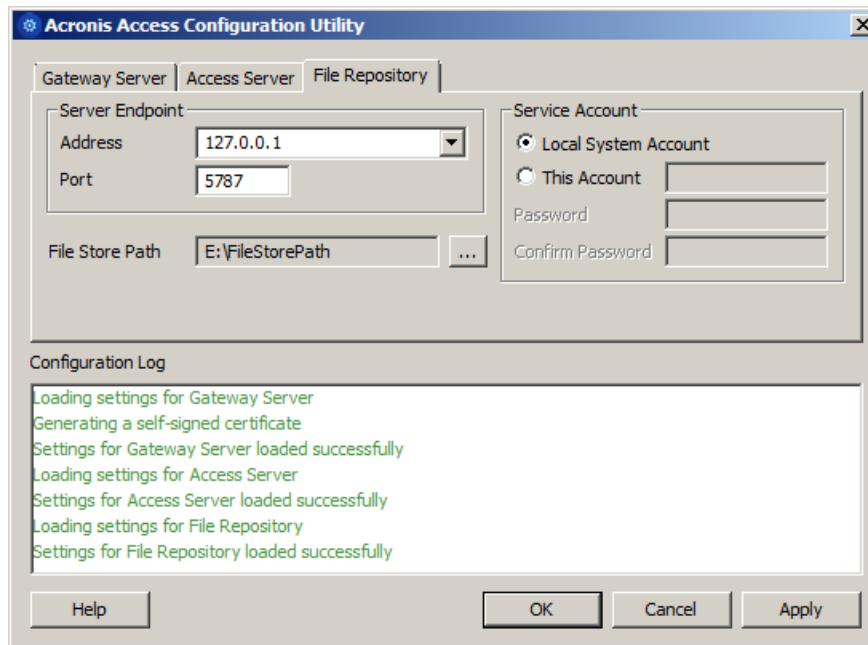 Acronis Access Configuration Utility
Gateway Server
Access Server
File Repository
Server Endpoint
Address
127.0.0.1
Port
5787
File Store Path
E:\FileStorePath
...
Service Account
Local System Account
This Account
Password
Confirm Password
Configuration Log
Loading settings for Gateway Server
Generating a self-signed certificate
Settings for Gateway Server loaded successfully
Loading settings for Access Server
Settings for Access Server loaded successfully
Loading settings for File Repository
Settings for File Repository loaded successfully
Help
OK
Cancel
Apply